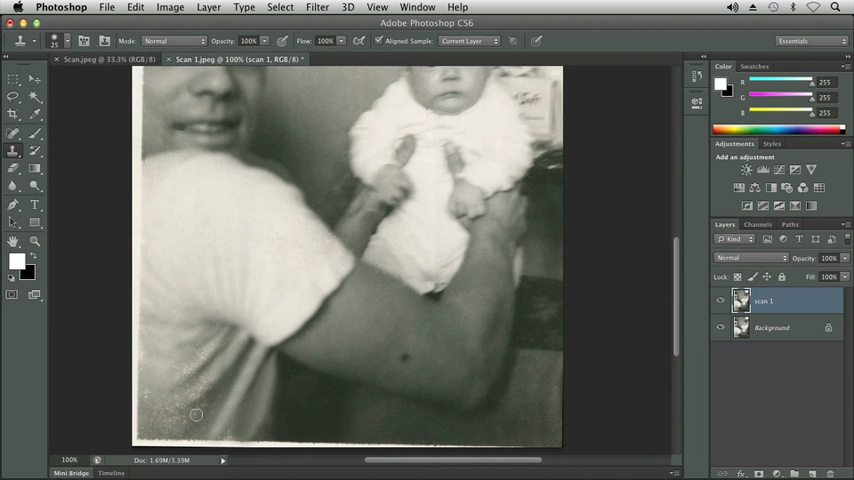 Photoshop File Edit Image Layer Type Select Filter 3D View Window Help
Adobe Photoshop CS6
25 Mode: Normal Opacity: 100% Flow: 100% Aligned Sample: Current Layer Essentials
× Scan.jpeg @ 33.3% (RGB/8) × Scan 1.jpeg @ 100% (scan 1, RGB/8) *
Color Swatches
R 255
G 255
B 255
Adjustments Styles
Add an adjustment
Layers Channels Paths
Kind
Normal Opacity: 100%
Lock: Fill: 100%
scan 1
Background
100% Doc: 1.69M/3.39M
Mini Bridge Timeline